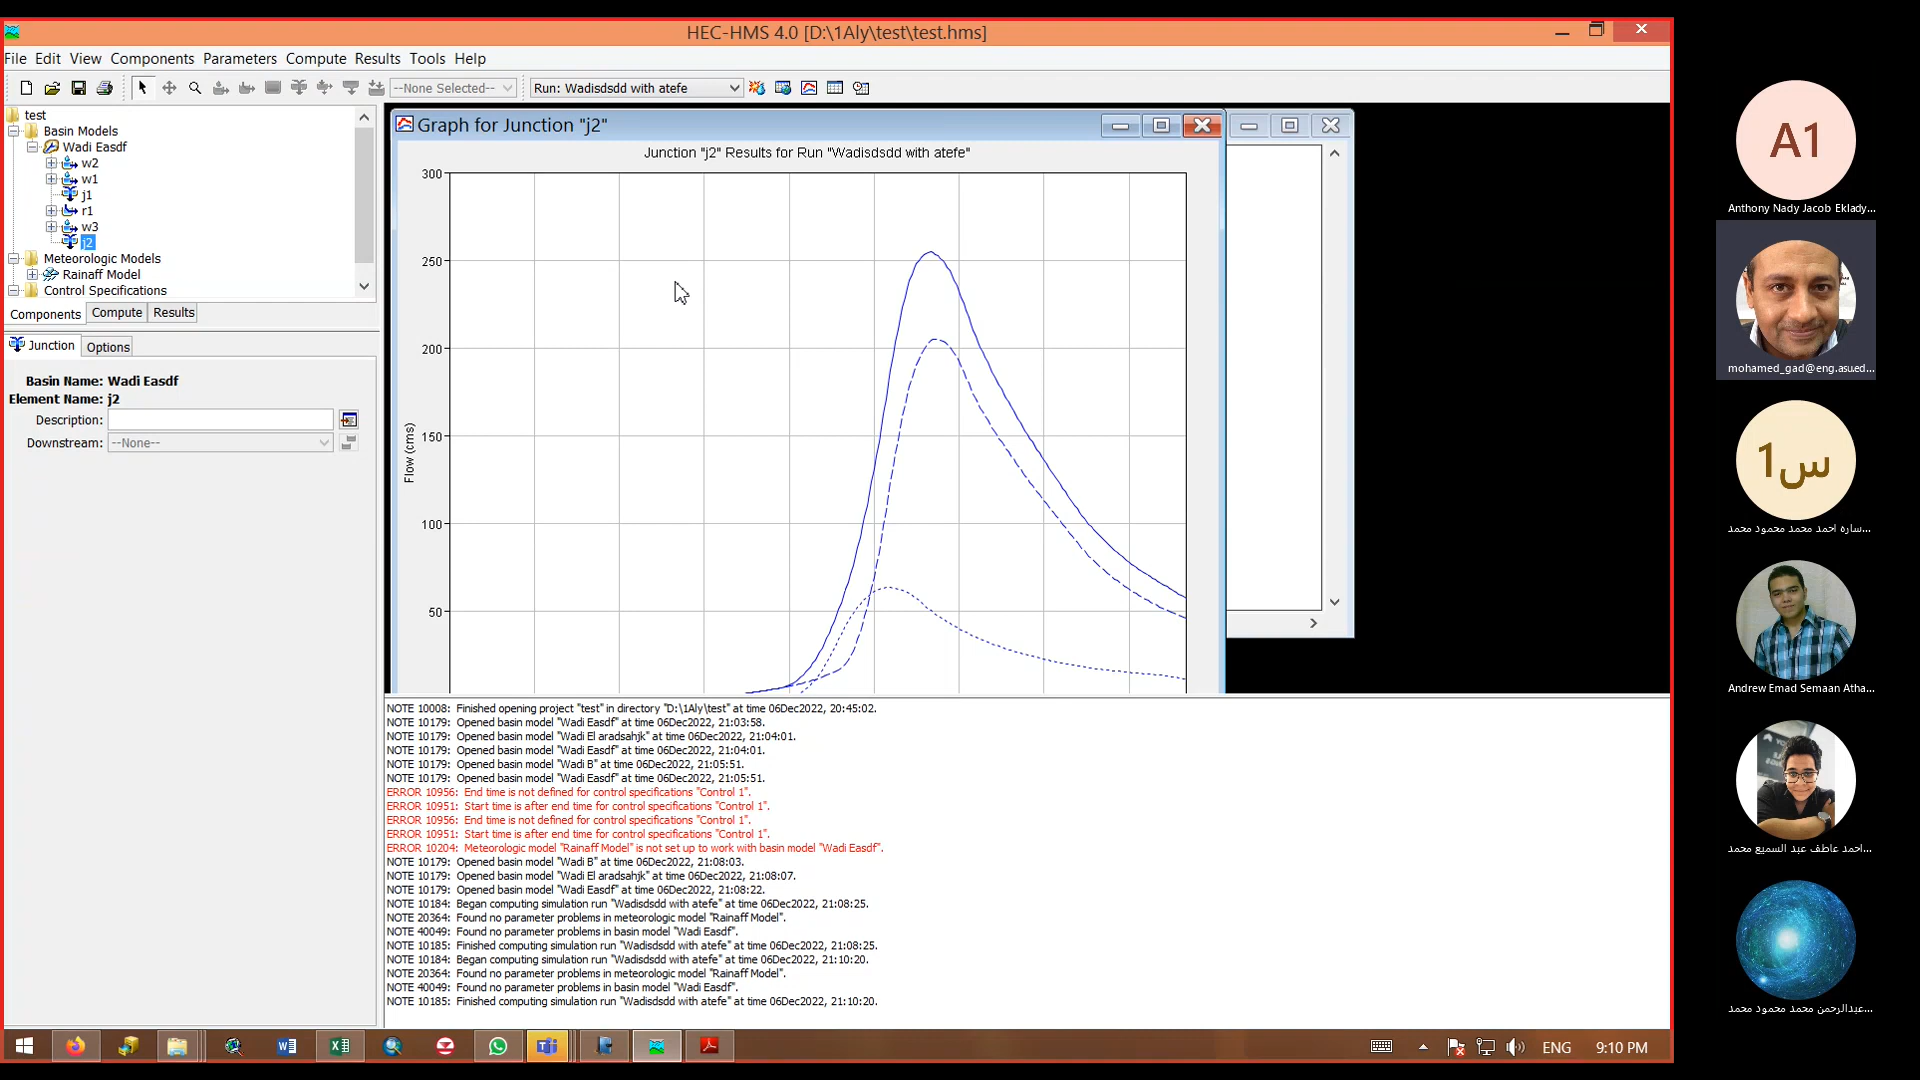 HEC-HMS 4.0 [D:\1Aly\test\test.hms]
File Edit View Components Parameters Compute Results Tools Help
--None Selected--
Run: Wadisdsdd with atefe
test
Basin Models
Wadi Easdf
w2
w1
j1
r1
w3
j2
Meteorologic Models
Rainaff Model
Control Specifications
Components Compute Results
Junction Options
Basin Name: Wadi Easdf
Element Name: j2
Description:
Downstream: --None--
Graph for Junction "j2"
Junction "j2" Results for Run "Wadisdsdd with atefe"
300
250
200
150
100
50
Flow (cms)
NOTE 10008: Finished opening project "test" in directory "D:\1Aly\test" at time 06Dec2022, 20:45:02.
NOTE 10179: Opened basin model "Wadi Easdf" at time 06Dec2022, 21:03:58.
NOTE 10179: Opened basin model "Wadi El aradsahjk" at time 06Dec2022, 21:04:01.
NOTE 10179: Opened basin model "Wadi Easdf" at time 06Dec2022, 21:04:01.
NOTE 10179: Opened basin model "Wadi B" at time 06Dec2022, 21:05:51.
NOTE 10179: Opened basin model "Wadi Easdf" at time 06Dec2022, 21:05:51.
ERROR 10956: End time is not defined for control specifications "Control 1".
ERROR 10951: Start time is after end time for control specifications "Control 1".
ERROR 10956: End time is not defined for control specifications "Control 1".
ERROR 10951: Start time is after end time for control specifications "Control 1".
ERROR 10204: Meteorologic model "Rainaff Model" is not set up to work with basin model "Wadi Easdf".
NOTE 10179: Opened basin model "Wadi B" at time 06Dec2022, 21:08:03.
NOTE 10179: Opened basin model "Wadi El aradsahjk" at time 06Dec2022, 21:08:07.
NOTE 10179: Opened basin model "Wadi Easdf" at time 06Dec2022, 21:08:22.
NOTE 10184: Began computing simulation run "Wadisdsdd with atefe" at time 06Dec2022, 21:08:25.
NOTE 20364: Found no parameter problems in meteorologic model "Rainaff Model".
NOTE 40049: Found no parameter problems in basin model "Wadi Easdf".
NOTE 10185: Finished computing simulation run "Wadisdsdd with atefe" at time 06Dec2022, 21:08:25.
NOTE 10184: Began computing simulation run "Wadisdsdd with atefe" at time 06Dec2022, 21:10:20.
NOTE 20364: Found no parameter problems in meteorologic model "Rainaff Model".
NOTE 40049: Found no parameter problems in basin model "Wadi Easdf".
NOTE 10185: Finished computing simulation run "Wadisdsdd with atefe" at time 06Dec2022, 21:10:20.
ENG 9:10 PM
A1
Anthony Nady Jacob Eklady...
mohamed_gad@eng.asu.ed...
س1
ساره احمد محمد محمود محمد...
Andrew Emad Semaan Atha...
احمد عاطف عبد السميع محمد...
عبدالرحمن محمد محمود محمد...